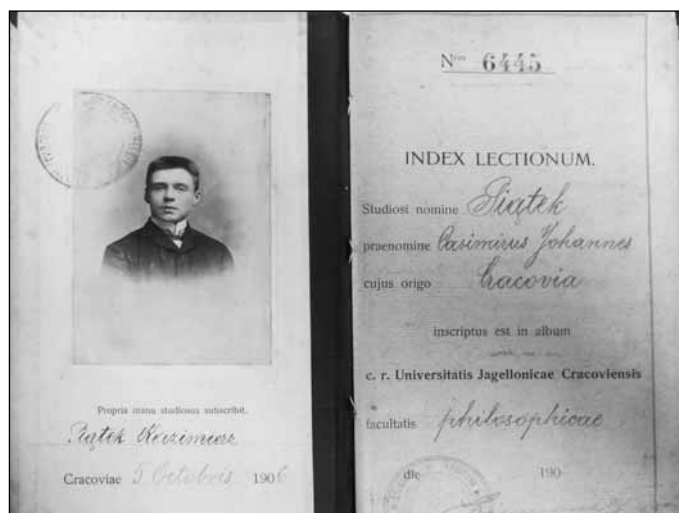 Propria manu studiosus subscribit.
Piątek Kazimierz
Cracoviae 5 Octobris 1906
Nrus 6445
INDEX LECTIONUM.
Studiosi nomine Piątek
praenomine Casimirus Johannes
cujus origo Cracovia
inscriptus est in album
c. r. Universitatis Jagellonicae Cracoviensis
facultatis philosophicae
die 190